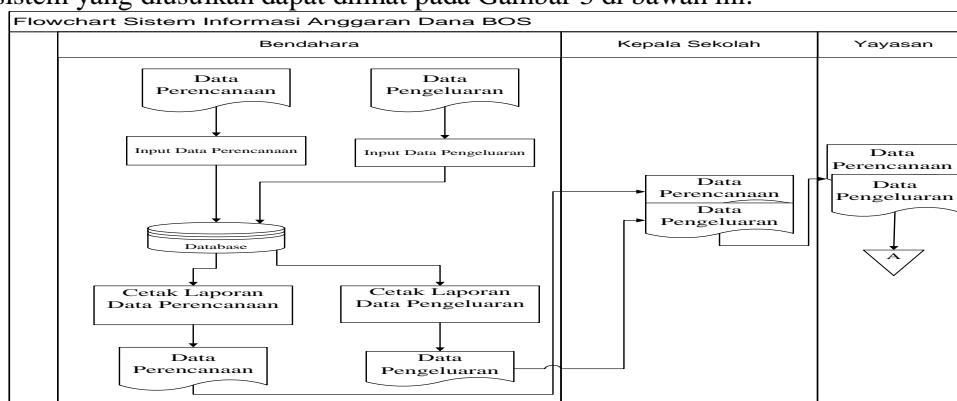 sistem yang diusulkan dapat dilihat pada Gambar 3 di bawah ini:
Flowchart Sistem Informasi Anggaran Dana BOS
Bendahara
Kepala Sekolah
Yayasan
Data
Perencanaan
Data
Pengeluaran
Input Data Perencanaan
Input Data Pengeluaran
Database
Cetak Laporan
Data Perencanaan
Cetak Laporan
Data Pengeluaran
Data
Perencanaan
Data
Pengeluaran
Data
Perencanaan
Data
Pengeluaran
Data
Perencanaan
Data
Pengeluaran
A